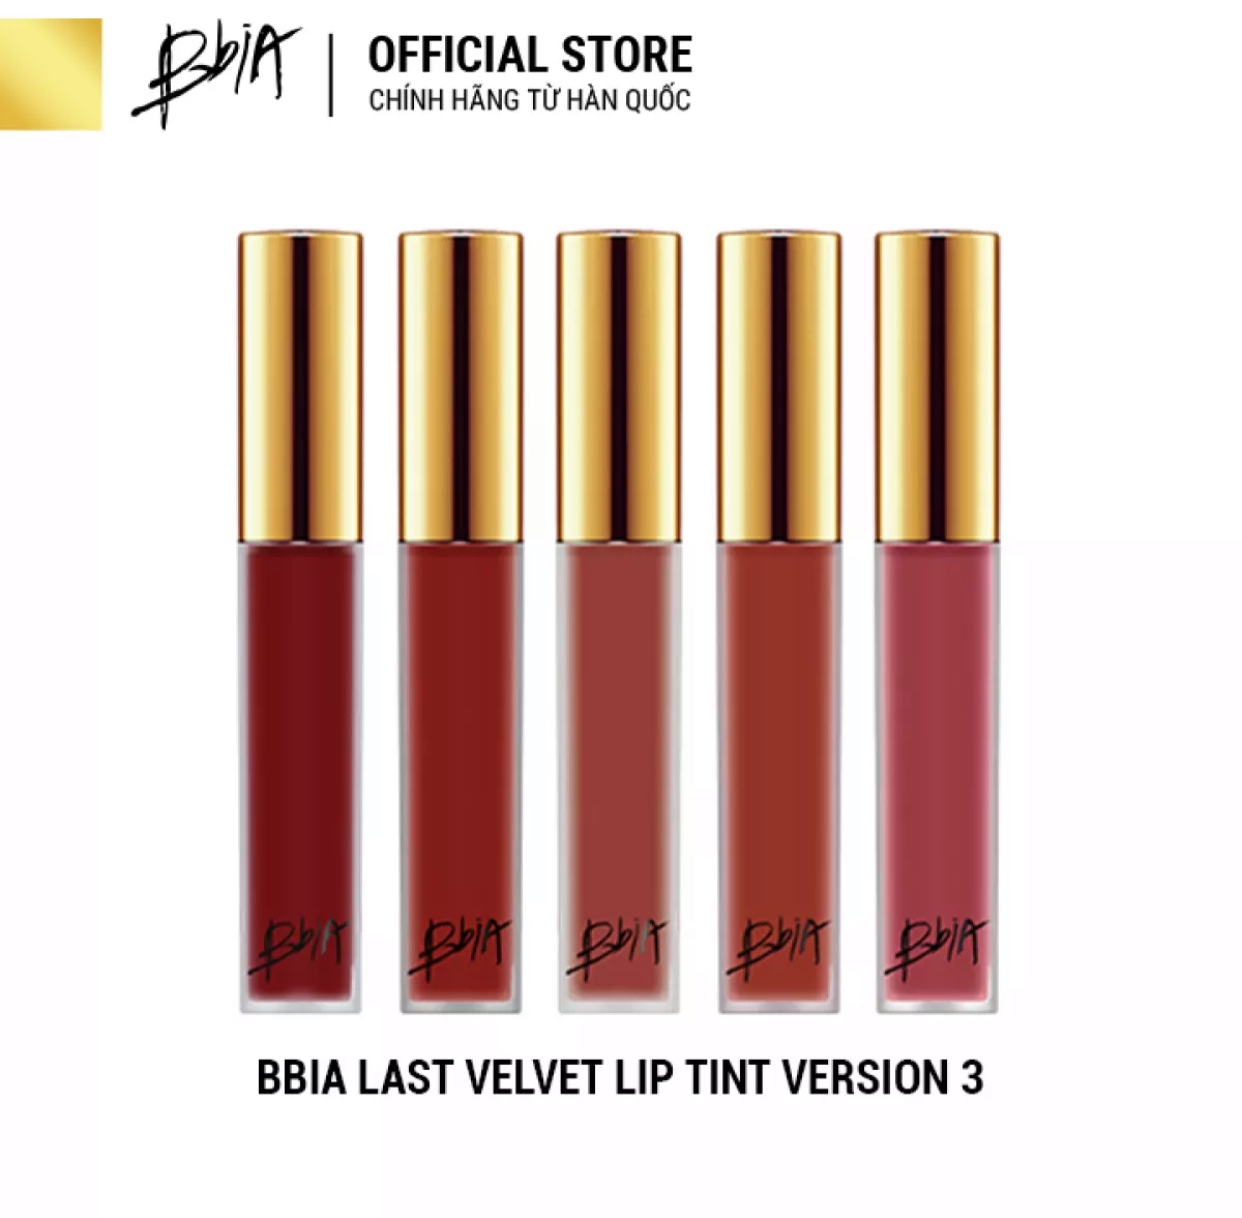 BbiA
OFFICIAL STORE
CHÍNH HÃNG TỪ HÀN QUỐC
BbiA BbiA BbiA BbiA BbiA
BBIA LAST VELVET LIP TINT VERSION 3